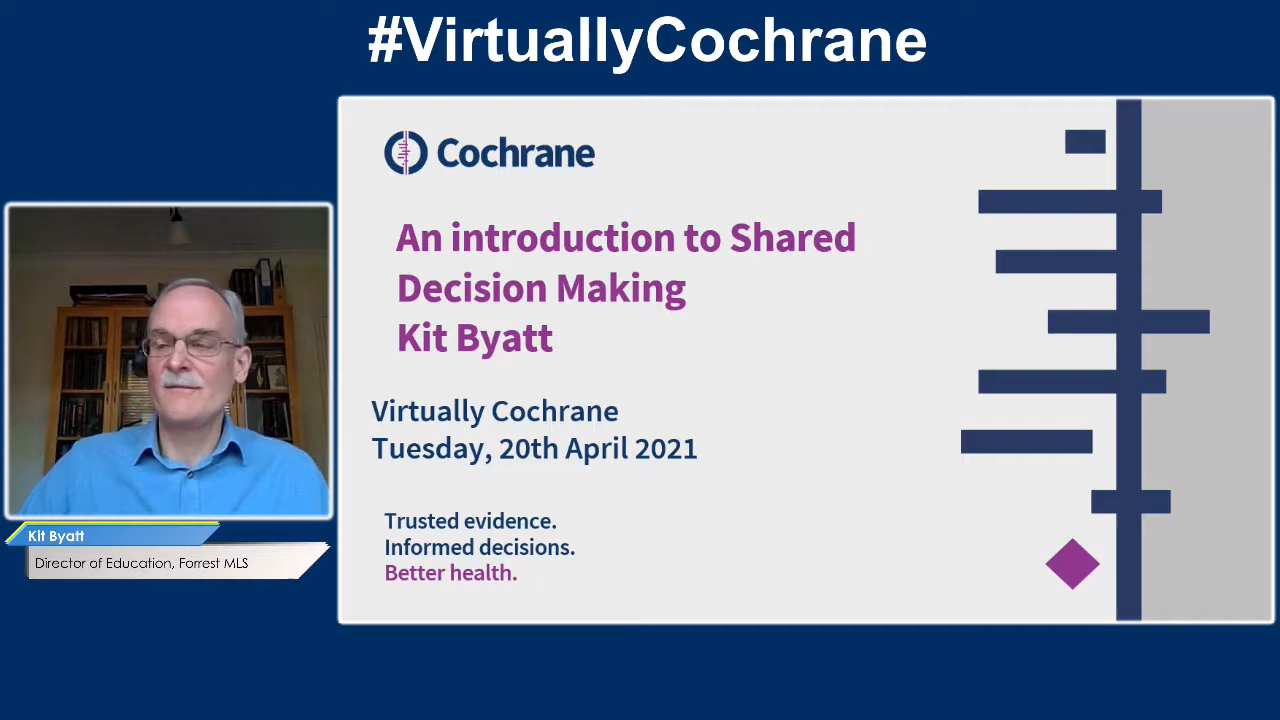 #VirtuallyCochrane
Cochrane
An introduction to Shared
Decision Making
Kit Byatt
Virtually Cochrane
Tuesday, 20th April 2021
Trusted evidence.
Informed decisions.
Better health.
Kit Byatt
Director of Education, Forrest MLS